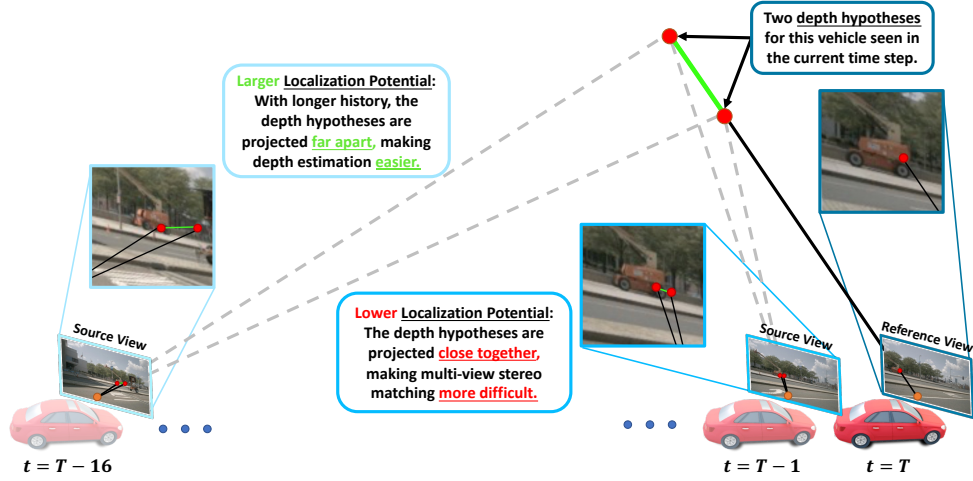 Two depth hypotheses
for this vehicle seen in
the current time step.
Larger Localization Potential:
With longer history, the
depth hypotheses are
projected far apart, making
depth estimation easier.
Lower Localization Potential:
The depth hypotheses are
projected close together,
making multi-view stereo
matching more difficult.
Source View
Source View
Reference View
t = T − 16
t = T − 1
t = T